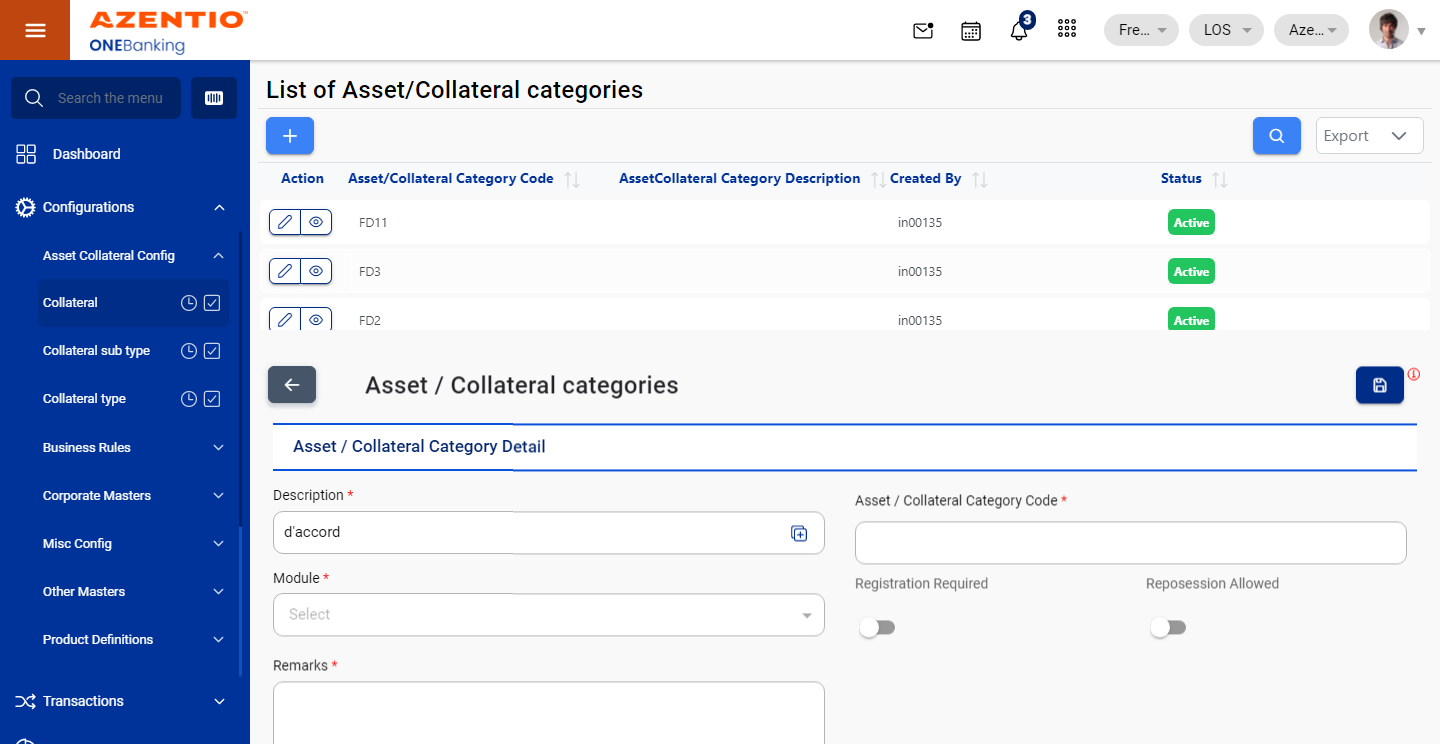 AZENTIO™
ONEBanking
3
Fre...
LOS
Aze...
Search the menu
Dashboard
Configurations
Asset Collateral Config
Collateral
Collateral sub type
Collateral type
Business Rules
Corporate Masters
Misc Config
Other Masters
Product Definitions
Transactions
List of Asset/Collateral categories
Export
Action Asset/Collateral Category Code AssetCollateral Category Description Created By Status
FD11 in00135 Active
FD3 in00135 Active
FD2 in00135 Active
Asset / Collateral categories
Asset / Collateral Category Detail
Description *
d'accord
Asset / Collateral Category Code *
Module *
Select
Registration Required
Reposession Allowed
Remarks *